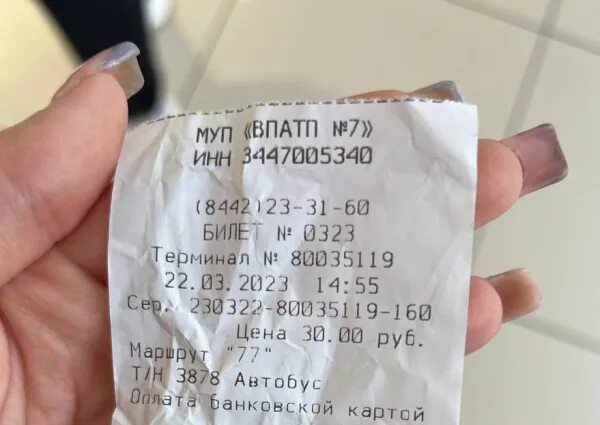 МУП «ВПАТП №7»
ИНН 3447005340
(8442)23-31-60
БИЛЕТ № 0323
Терминал № 80035119
22.03.2023 14:55
Сер. 230322-80035119-160
Цена 30.00 руб.
Маршрут "77"
Т/Н 3878 Автобус
Оплата банковской картой